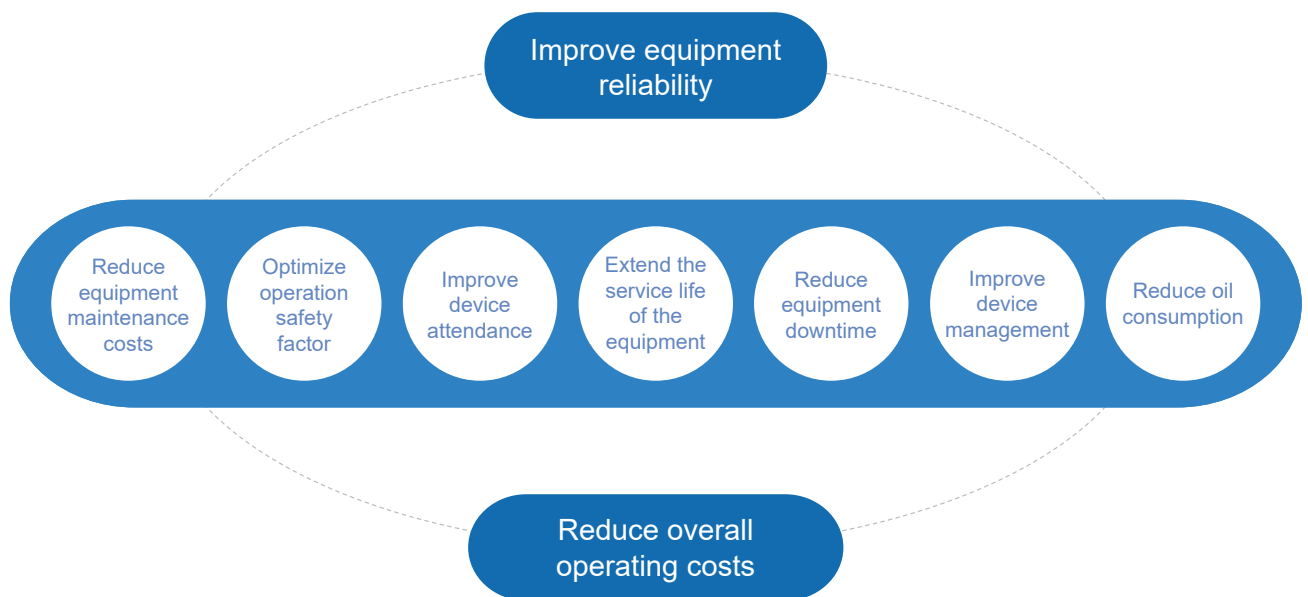 Improve equipment
reliability
Reduce
equipment
maintenance
costs
Optimize
operation
safety
factor
Improve
device
attendance
Extend the
service life
of the
equipment
Reduce
equipment
downtime
Improve
device
management
Reduce oil
consumption
Reduce overall
operating costs